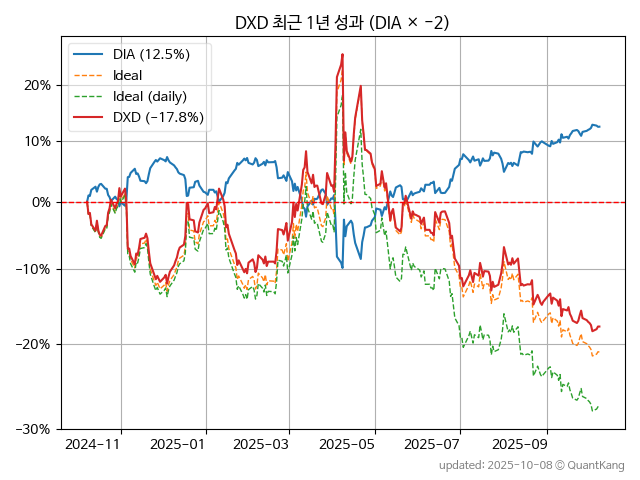 DXD 최근 1년 성과 (DIA × −2)
DIA (12.5%)
Ideal
Ideal (daily)
DXD (−17.8%)
20%
10%
0%
−10%
−20%
−30%
2024-11
2025-01
2025-03
2025-05
2025-07
2025-09
updated: 2025-10-08 © QuantKang